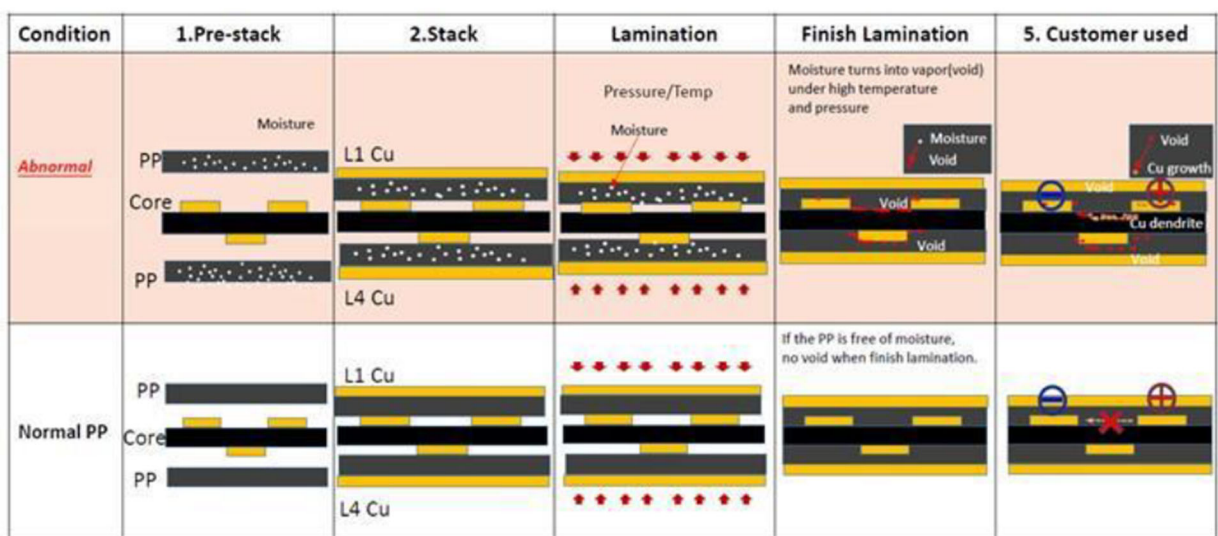 Condition
1.Pre-stack
2.Stack
Lamination
Finish Lamination
5. Customer used
Abnormal
Moisture
PP
Core
PP
L1 Cu
L4 Cu
Pressure/Temp
Moisture
Moisture turns into vapor(void)
under high temperature
and pressure
Moisture
Void
Void
Void
Void
Cu growth
Void
Cu dendrite
Void
Normal PP
PP
Core
PP
L1 Cu
L4 Cu
If the PP is free of moisture,
no void when finish lamination.